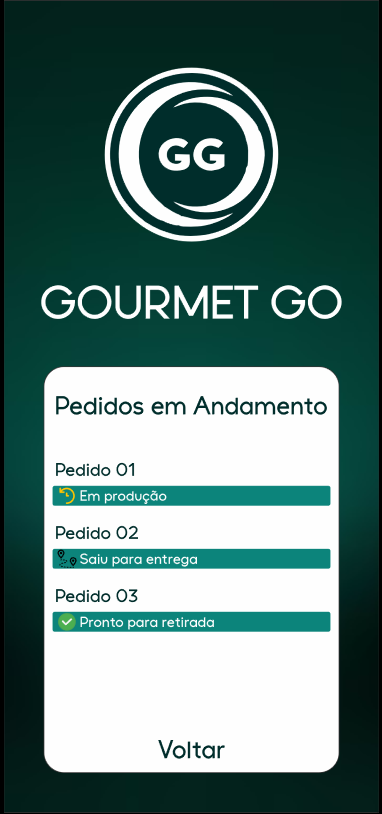 GG
GOURMET GO
Pedidos em Andamento
Pedido 01
Em produção
Pedido 02
Saiu para entrega
Pedido 03
Pronto para retirada
Voltar